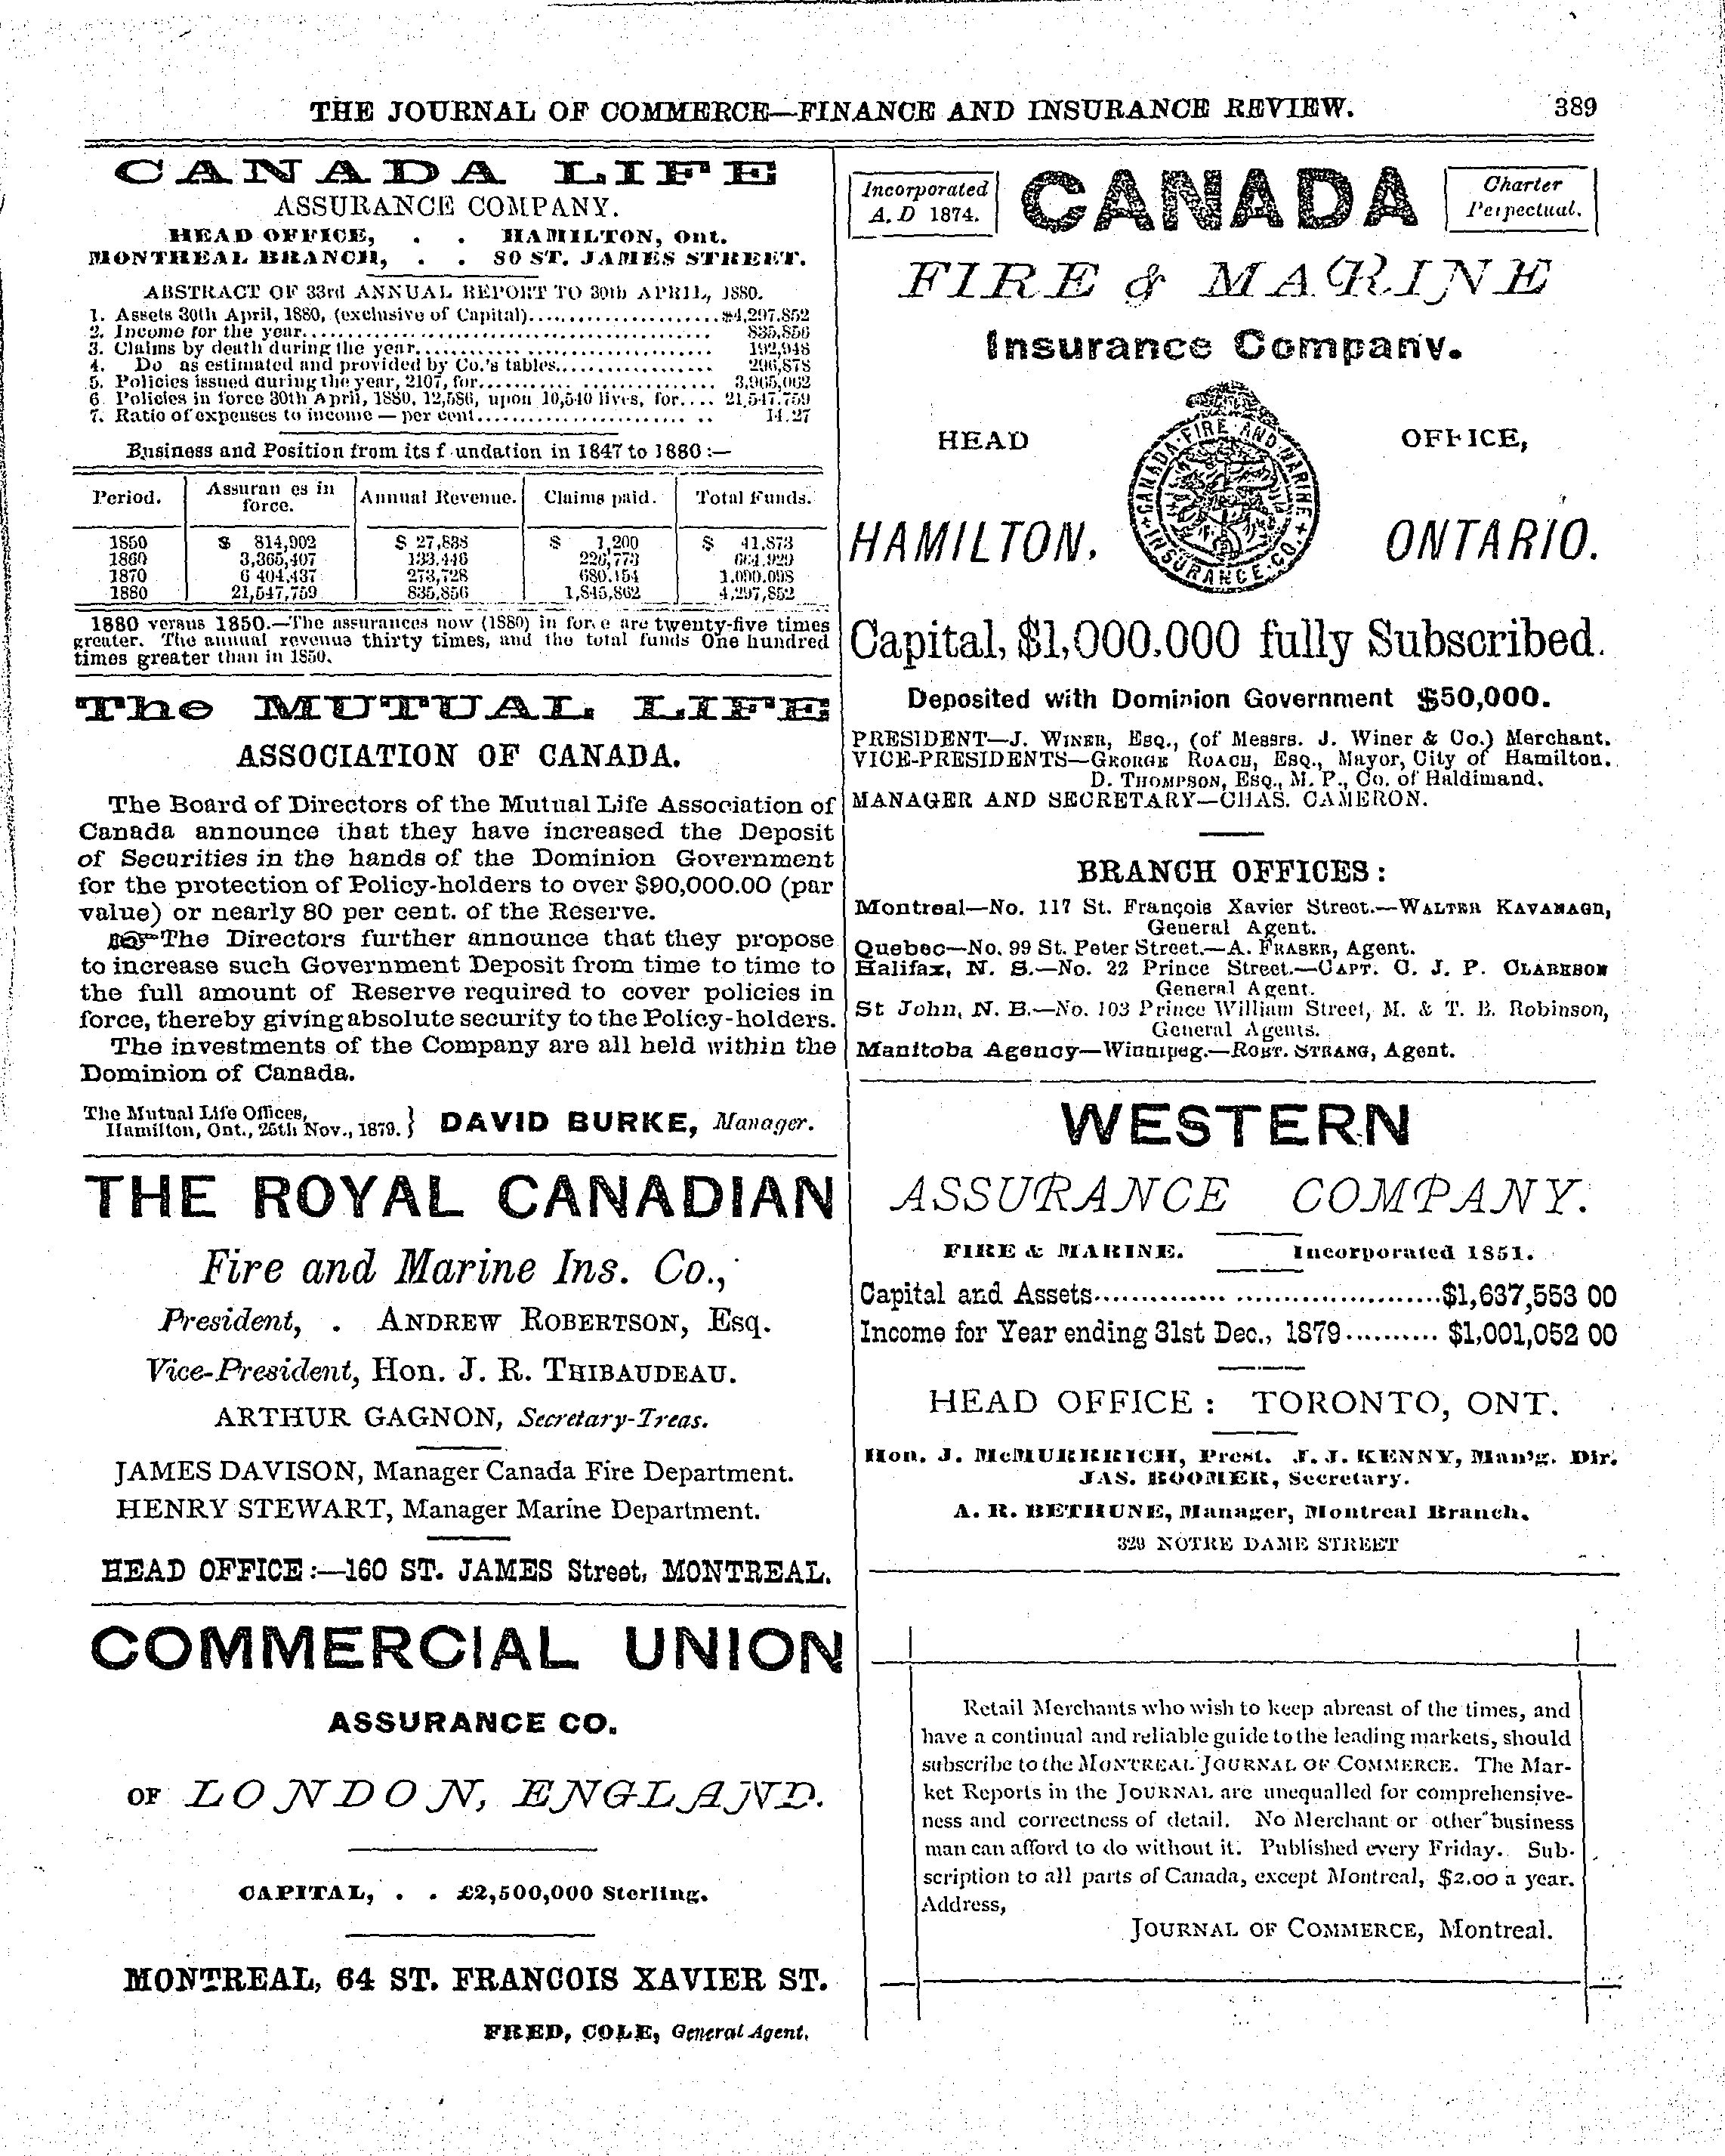 THE JOURNAL OF COMMERCE—FINANCE AND INSURANCE REVIEW. 389
CANADA LIFE
ASSURANCE COMPANY.
HEAD OFFICE, . . HAMILTON, Ont.
MONTREAL BRANCH, . . 80 ST. JAMES STREET.
ABSTRACT OF 33rd ANNUAL REPORT TO 30th APRIL, 1880.
1. Assets 30th April, 1880, (exclusive of Capital)........................$4,297,852
2. Income for the year........................ 835,856
3. Claims by death during the year........................ 192,948
4. Do as estimated and provided by Co.'s tables.................. 296,878
5. Policies issued during the year, 2107, for........................ 3,965,062
6 Policies in force 30th April, 1880, 12,586, upon 10,540 lives, for.... 21,547,759
7. Ratio of expenses to income — per cent........................ 14.27
Business and Position from its f undation in 1847 to 1880 :—
Period. Assuran es in force. Annual Revenue. Claims paid. Total Funds.
1850 $ 814,902 $ 27,838 $ 1,200 $ 41,873
1860 3,365,407 133,446 226,773 664,929
1870 6 404,437 273,728 680,154 1,090,098
1880 21,547,759 835,856 1,845,862 4,297,852
1880 versus 1850.—The assurances now (1880) in for e are twenty-five times
greater. The annual revenue thirty times, and the total funds One hundred
times greater than in 1850.
The MUTUAL LIFE
ASSOCIATION OF CANADA.
The Board of Directors of the Mutual Life Association of
Canada announce that they have increased the Deposit
of Securities in the hands of the Dominion Government
for the protection of Policy-holders to over $90,000.00 (par
value) or nearly 80 per cent. of the Reserve.
☞The Directors further announce that they propose
to increase such Government Deposit from time to time to
the full amount of Reserve required to cover policies in
force, thereby giving absolute security to the Policy-holders.
The investments of the Company are all held within the
Dominion of Canada.
The Mutual Life Offices,
Hamilton, Ont., 25th Nov., 1879. } DAVID BURKE, Manager.
THE ROYAL CANADIAN
Fire and Marine Ins. Co.,
President, . ANDREW ROBERTSON, Esq.
Vice-President, Hon. J. R. THIBAUDEAU.
ARTHUR GAGNON, Secretary-Treas.
JAMES DAVISON, Manager Canada Fire Department.
HENRY STEWART, Manager Marine Department.
HEAD OFFICE:—160 ST. JAMES Street, MONTREAL.
COMMERCIAL UNION
ASSURANCE CO.
OF LONDON, ENGLAND.
CAPITAL, . . £2,500,000 Sterling.
MONTREAL, 64 ST. FRANCOIS XAVIER ST.
FRED, COLE, General Agent.
Incorporated
A. D 1874.
CANADA
Charter
Perpetual.
FIRE & MARINE
Insurance Company.
HEAD OFFICE,
CANADA·FIRE·AND·MARINE
INSURANCE·CO.
HAMILTON, ONTARIO.
Capital, $1,000,000 fully Subscribed.
Deposited with Dominion Government $50,000.
PRESIDENT—J. WINER, Esq., (of Messrs. J. Winer & Co.) Merchant.
VICE-PRESIDENTS—GEORGE ROACH, Esq., Mayor, City of Hamilton.
D. THOMPSON, Esq., M. P., Co. of Haldimand.
MANAGER AND SECRETARY—CHAS. CAMERON.
BRANCH OFFICES:
Montreal—No. 117 St. François Xavier Street.—WALTER KAVANAGH,
General Agent.
Quebec—No. 99 St. Peter Street.—A. FRASER, Agent.
Halifax, N. S.—No. 22 Prince Street.—CAPT. C. J. P. CLARKSON
General Agent.
St John, N. B.—No. 103 Prince William Street, M. & T. B. Robinson,
General Agents.
Manitoba Agency—Winnipeg.—ROBT. STRANG, Agent.
WESTERN
ASSURANCE COMPANY.
FIRE & MARINE. Incorporated 1851.
Capital and Assets....................................$1,637,553 00
Income for Year ending 31st Dec., 1879.......... $1,001,052 00
HEAD OFFICE : TORONTO, ONT.
Hon. J. McMURRICH, Prest. J. J. KENNY, Man'g. Dir.
JAS. BOOMER, Secretary.
A. R. BETHUNE, Manager, Montreal Branch.
329 NOTRE DAME STREET
Retail Merchants who wish to keep abreast of the times, and
have a continual and reliable guide to the leading markets, should
subscribe to the MONTREAL JOURNAL OF COMMERCE. The Mar-
ket Reports in the JOURNAL are unequalled for comprehensive-
ness and correctness of detail. No Merchant or other business
man can afford to do without it. Published every Friday. Sub-
scription to all parts of Canada, except Montreal, $2.00 a year.
Address,
JOURNAL OF COMMERCE, Montreal.